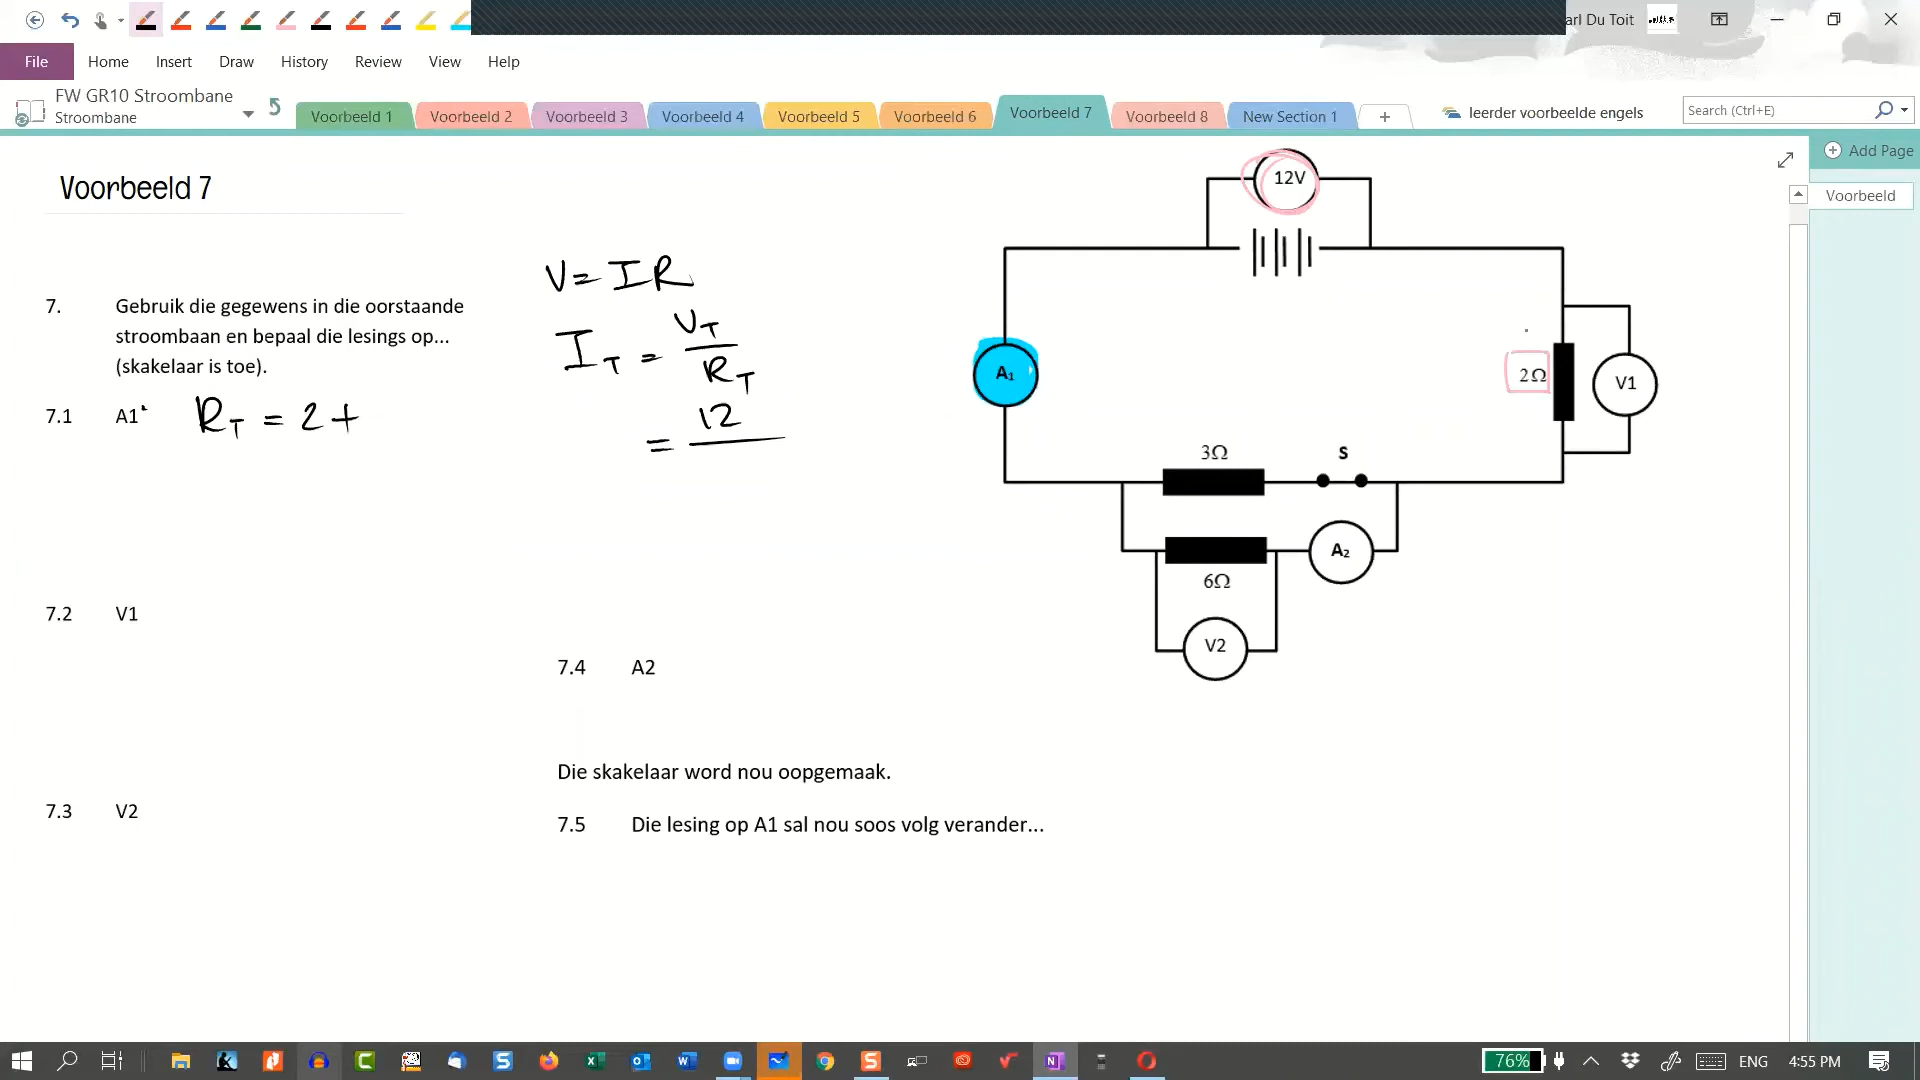 arl Du Toit
File Home Insert Draw History Review View Help
FW GR10 Stroombane
Stroombane
Voorbeeld 1 Voorbeeld 2 Voorbeeld 3 Voorbeeld 4 Voorbeeld 5 Voorbeeld 6 Voorbeeld 7 Voorbeeld 8 New Section 1 + leerder voorbeelde engels Search (Ctrl+E)
Add Page
Voorbeeld
Voorbeeld 7
7. Gebruik die gegewens in die oorstaande
stroombaan en bepaal die lesings op...
(skakelaar is toe).
7.1 A1 R_T = 2 +
V = IR
I_T = V_T / R_T
= 12
7.2 V1
7.3 V2
7.4 A2
Die skakelaar word nou oopgemaak.
7.5 Die lesing op A1 sal nou soos volg verander...
12V
A₁
2Ω
V1
3Ω
S
A₂
6Ω
V2
76%
ENG
4:55 PM